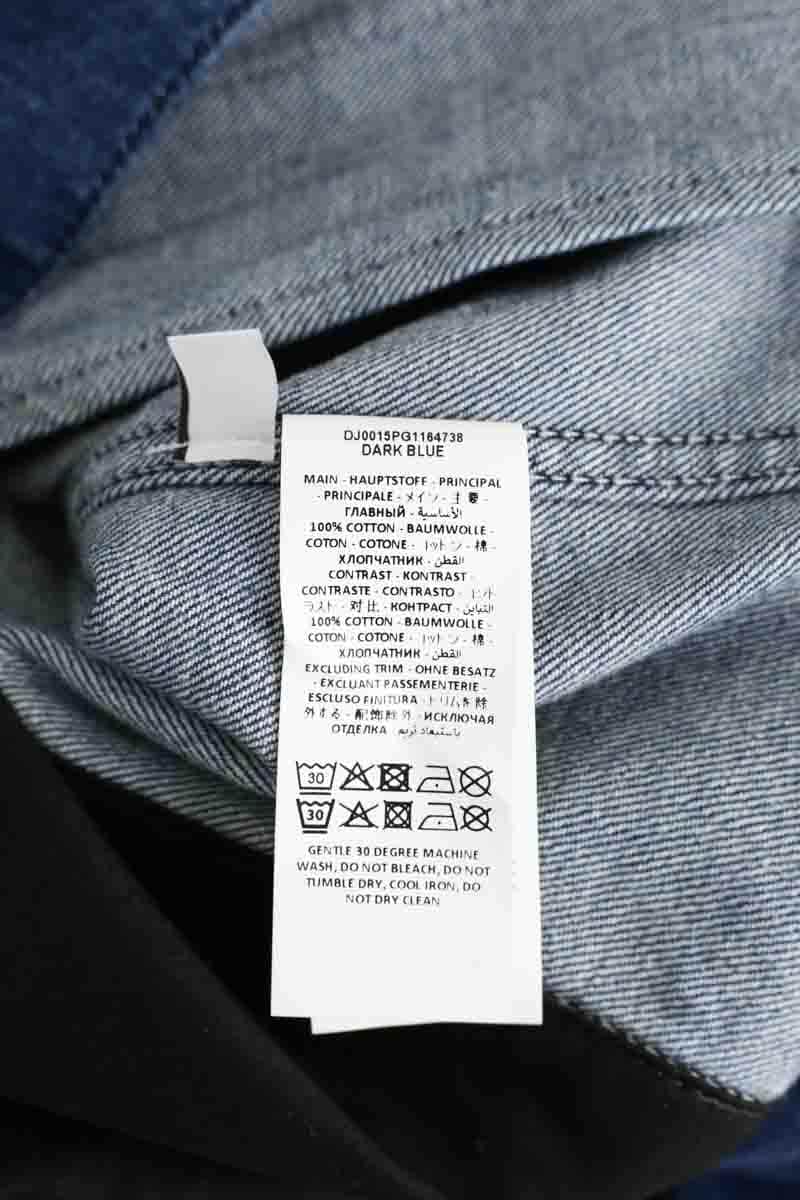 DJ0015PG1164738
DARK BLUE
MAIN - HAUPTSTOFF - PRINCIPAL
- PRINCIPALE - メイン - 主要 -
ГЛАВНЫЙ - الأساسية
100% COTTON - BAUMWOLLE -
COTON - COTONE - コットン - 棉 -
ХЛОПЧАТНИК - القطن
CONTRAST - KONTRAST -
CONTRASTE - CONTRASTO - コント
ラスト - 对比 - КОНТРАСТ - التباين
100% COTTON - BAUMWOLLE -
COTON - COTONE - コットン - 棉 -
ХЛОПЧАТНИК - القطن
EXCLUDING TRIM - OHNE BESATZ
- EXCLUANT PASSEMENTERIE -
ESCLUSO FINITURA - トリム を除
外する - 配饰除外 - ИСКЛЮЧАЯ
ОТДЕЛКА - باستبعاد تريم
30
30
GENTLE 30 DEGREE MACHINE
WASH, DO NOT BLEACH, DO NOT
TUMBLE DRY, COOL IRON, DO
NOT DRY CLEAN